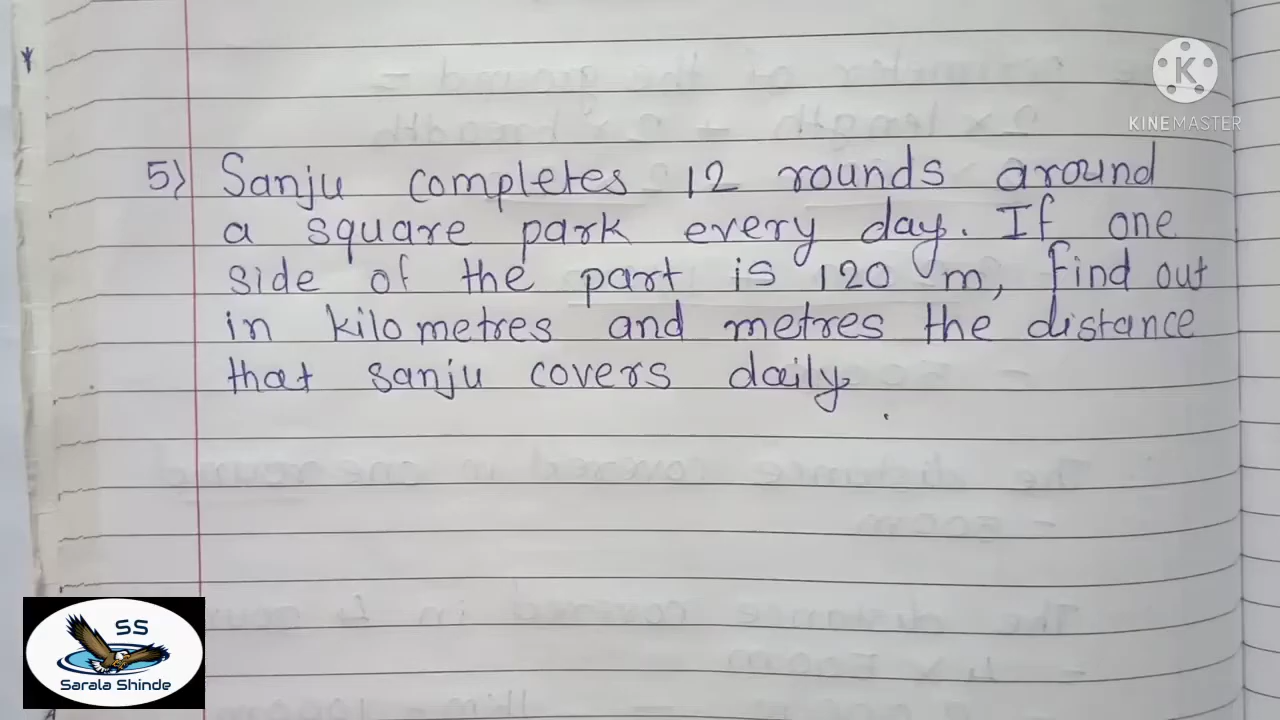 KINEMASTER
5) Sanju completes 12 rounds around
a square park every day. If one
side of the part is 120 m, find out
in kilometres and metres the distance
that sanju covers daily.
SS
Sarala Shinde